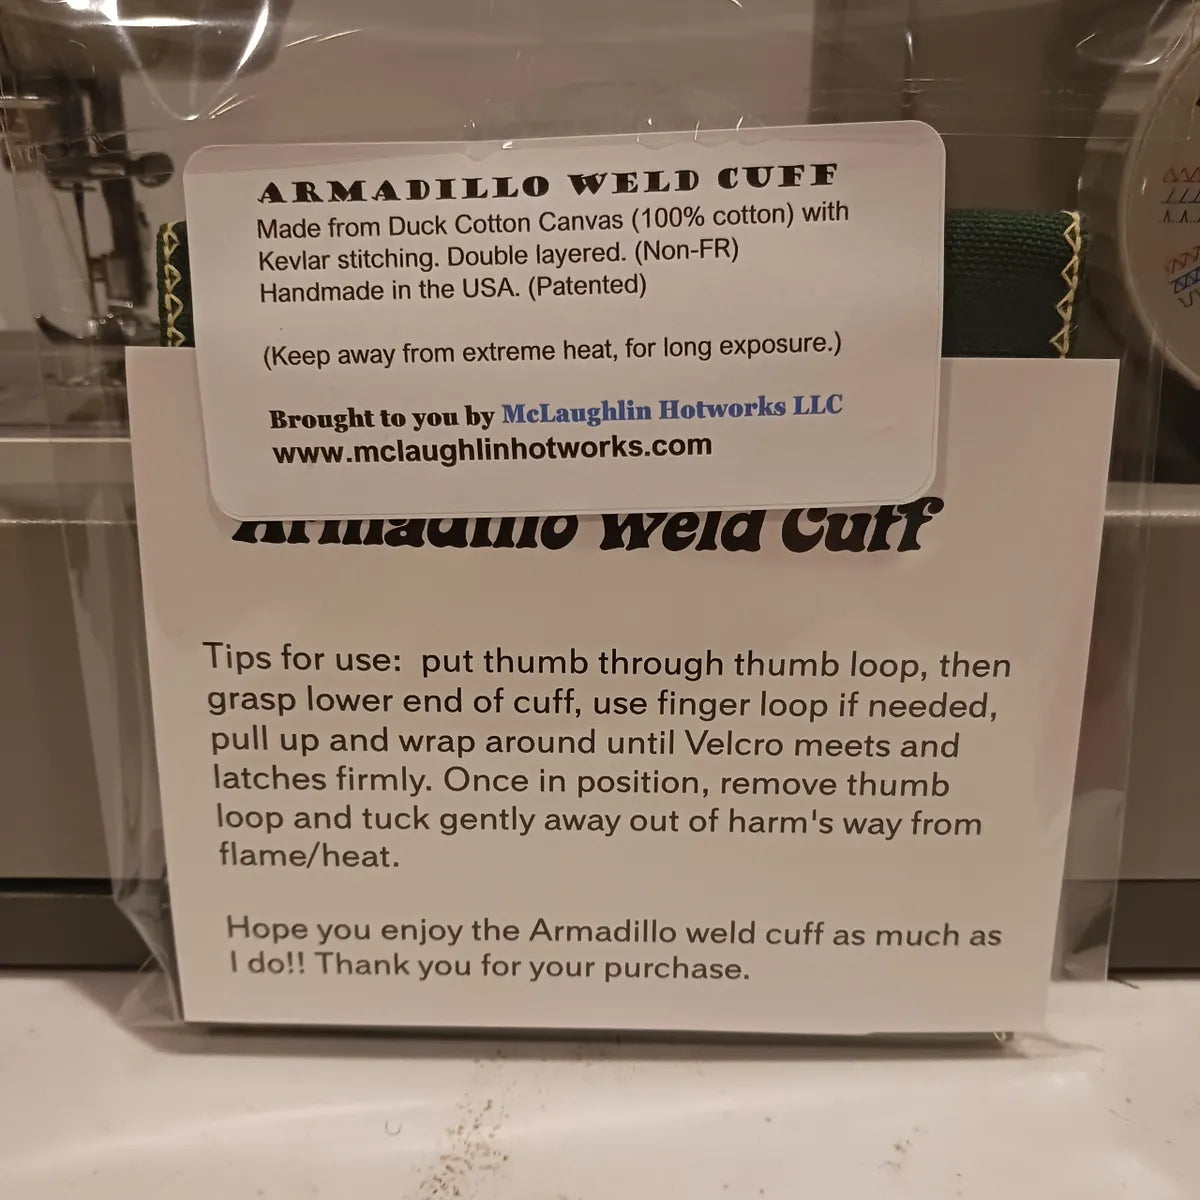 ARMADILLO WELD CUFF
Made from Duck Cotton Canvas (100% cotton) with
Kevlar stitching. Double layered. (Non-FR)
Handmade in the USA. (Patented)
(Keep away from extreme heat, for long exposure.)
Brought to you by McLaughlin Hotworks LLC
www.mclaughlinhotworks.com
Armadillo Weld Cuff
Tips for use: put thumb through thumb loop, then
grasp lower end of cuff, use finger loop if needed,
pull up and wrap around until Velcro meets and
latches firmly. Once in position, remove thumb
loop and tuck gently away out of harm's way from
flame/heat.
Hope you enjoy the Armadillo weld cuff as much as
I do!! Thank you for your purchase.